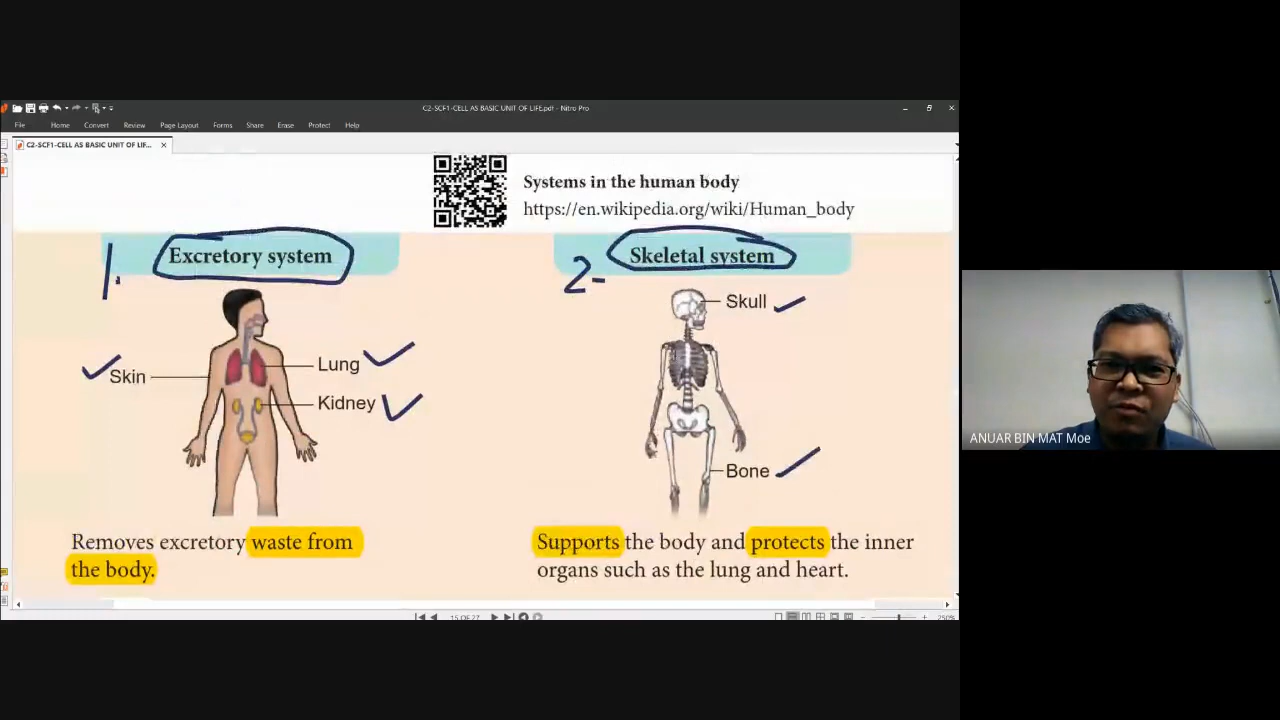 C2-SCF1-CELL AS BASIC UNIT OF LIFE.pdf - Nitro Pro
File Home Convert Review Page Layout Forms Share Erase Protect Help
C2-SCF1-CELL AS BASIC UNIT OF LIF...
Systems in the human body
https://en.wikipedia.org/wiki/Human_body
1. Excretory system
Skin
Lung
Kidney
Removes excretory waste from
the body.
2- Skeletal system
Skull
Bone
Supports the body and protects the inner
organs such as the lung and heart.
15 OF 27
250%
ANUAR BIN MAT Moe